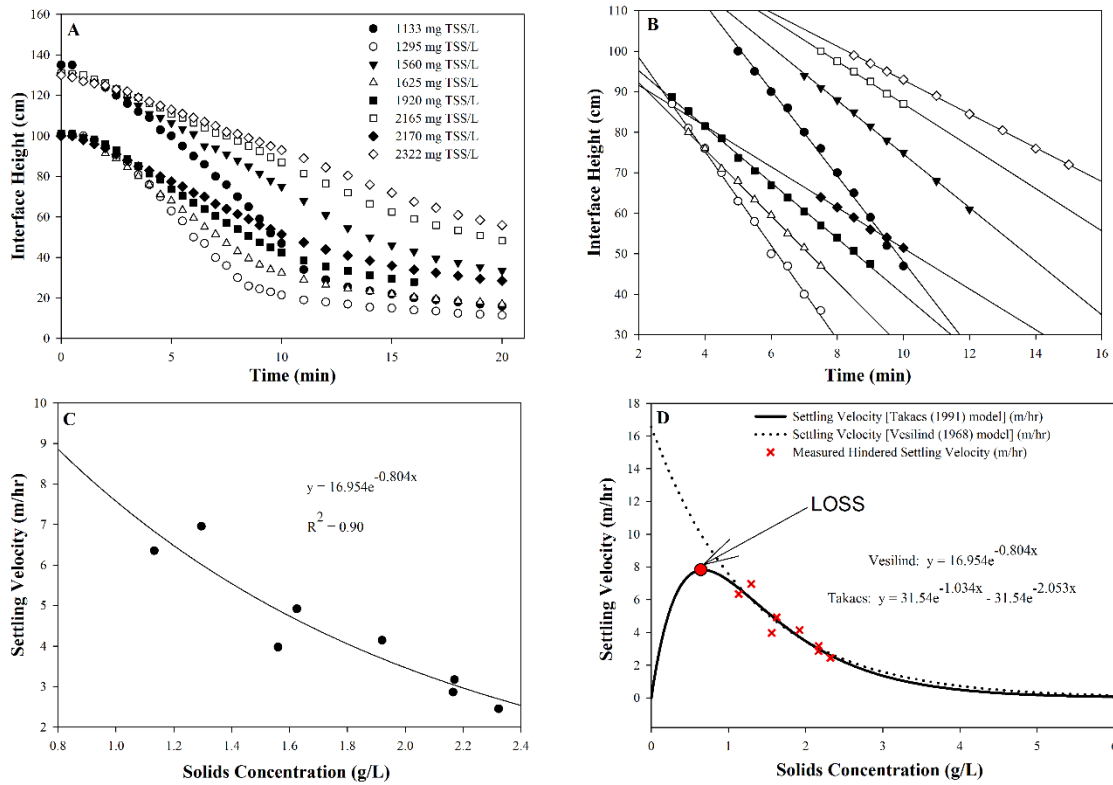 A
1133 mg TSS/L
1295 mg TSS/L
1560 mg TSS/L
1625 mg TSS/L
1920 mg TSS/L
2165 mg TSS/L
2170 mg TSS/L
2322 mg TSS/L
Interface Height (cm)
160
140
120
100
80
60
40
20
0
0 5 10 15 20
Time (min)
B
Interface Height (cm)
110
100
90
80
70
60
50
40
30
2 4 6 8 10 12 14 16
Time (min)
C
y = 16.954e^-0.804x
R^2 = 0.90
Settling Velocity (m/hr)
10
9
8
7
6
5
4
3
2
0.8 1.0 1.2 1.4 1.6 1.8 2.0 2.2 2.4
Solids Concentration (g/L)
D
Settling Velocity [Takacs (1991) model] (m/hr)
Settling Velocity [Vesilind (1968) model] (m/hr)
Measured Hindered Settling Velocity (m/hr)
LOSS
Vesilind: y = 16.954e^-0.804x
Takacs: y = 31.54e^-1.034x - 31.54e^-2.053x
Settling Velocity (m/hr)
18
16
14
12
10
8
6
4
2
0
0 1 2 3 4 5 6
Solids Concentration (g/L)